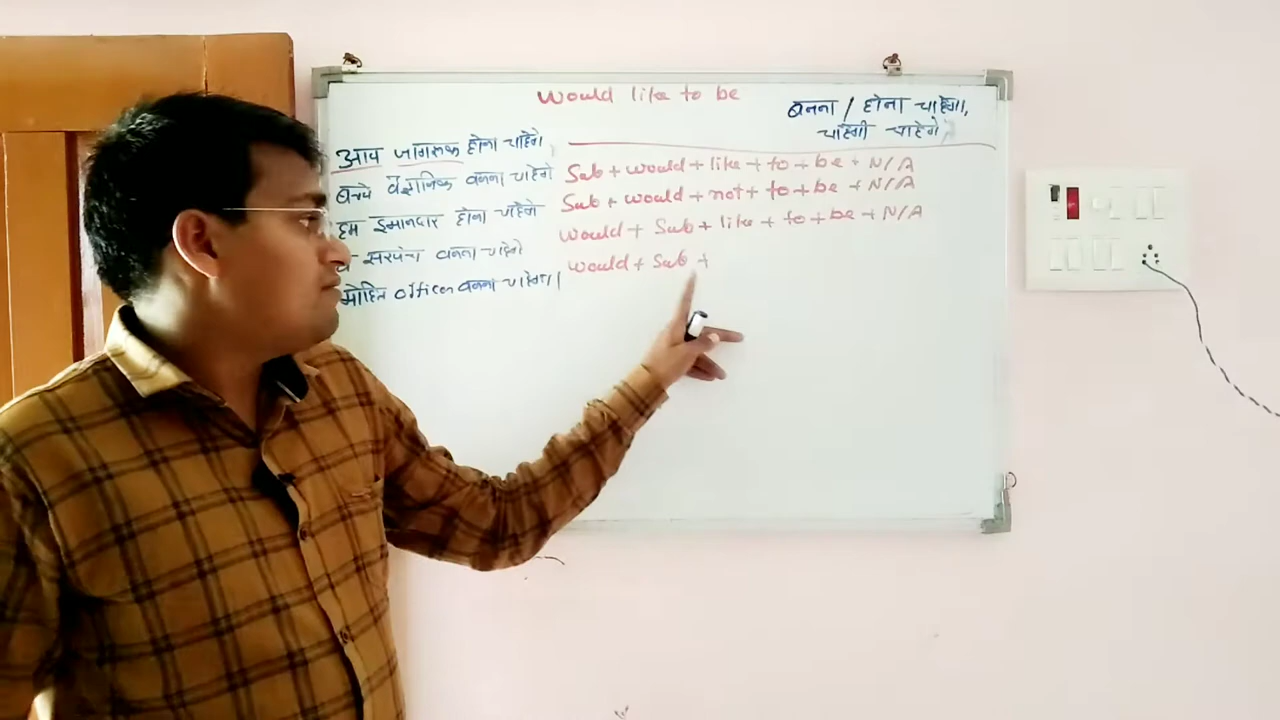 would like to be
बनना / होना चाहेगा,
चाहेगी चाहेगे
आप जागरूक होना चाहेगे
बच्चे वैज्ञानिक बनना चाहेगे
हम इमानदार होना चाहेगे
सरपंच बनना चाहेगे
मोहित officer बनना चाहेगा।
Sub + would + like + to + be + N/A
Sub + would + not + to + be + N/A
would + Sub + like + to + be + N/A
would + Sub +